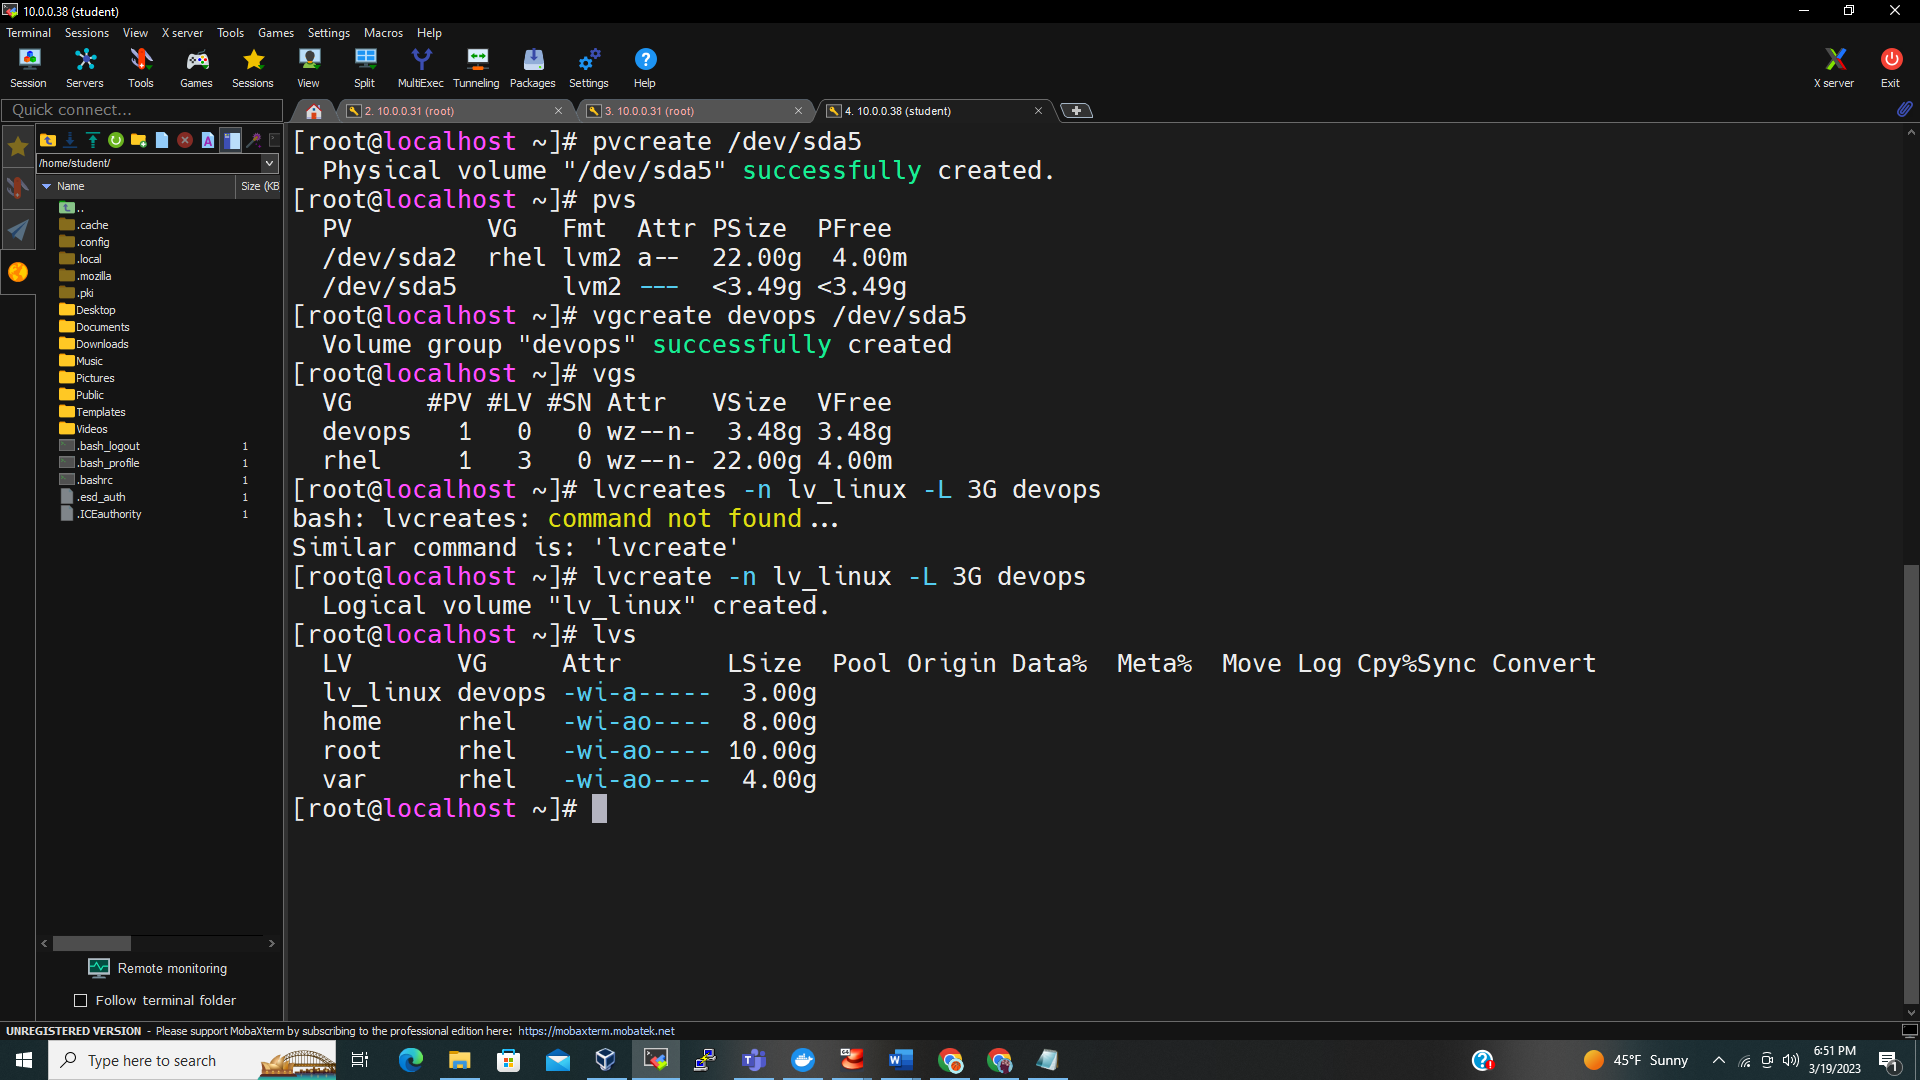 10.0.0.38 (student)
Terminal Sessions View X server Tools Games Settings Macros Help
Session Servers Tools Games Sessions View Split MultiExec Tunneling Packages Settings Help X server Exit
Quick connect...
2. 10.0.0.31 (root)
3. 10.0.0.31 (root)
4. 10.0.0.38 (student)
/home/student/
Name Size (KB
..
.cache
.config
.local
.mozilla
.pki
Desktop
Documents
Downloads
Music
Pictures
Public
Templates
Videos
.bash_logout 1
.bash_profile 1
.bashrc 1
.esd_auth 1
.ICEauthority 1
Remote monitoring
Follow terminal folder
[root@localhost ~]# pvcreate /dev/sda5
  Physical volume "/dev/sda5" successfully created.
[root@localhost ~]# pvs
  PV         VG   Fmt  Attr PSize  PFree
  /dev/sda2  rhel lvm2 a--  22.00g  4.00m
  /dev/sda5       lvm2 ---  <3.49g <3.49g
[root@localhost ~]# vgcreate devops /dev/sda5
  Volume group "devops" successfully created
[root@localhost ~]# vgs
  VG     #PV #LV #SN Attr   VSize  VFree
  devops   1   0   0 wz--n-  3.48g 3.48g
  rhel     1   3   0 wz--n- 22.00g 4.00m
[root@localhost ~]# lvcreates -n lv_linux -L 3G devops
bash: lvcreates: command not found...
Similar command is: 'lvcreate'
[root@localhost ~]# lvcreate -n lv_linux -L 3G devops
  Logical volume "lv_linux" created.
[root@localhost ~]# lvs
  LV       VG     Attr       LSize  Pool Origin Data%  Meta%  Move Log Cpy%Sync Convert
  lv_linux devops -wi-a-----  3.00g
  home     rhel   -wi-ao----  8.00g
  root     rhel   -wi-ao---- 10.00g
  var      rhel   -wi-ao----  4.00g
[root@localhost ~]#
UNREGISTERED VERSION - Please support MobaXterm by subscribing to the professional edition here: https://mobaxterm.mobatek.net
Type here to search
45°F Sunny
6:51 PM
3/19/2023
1